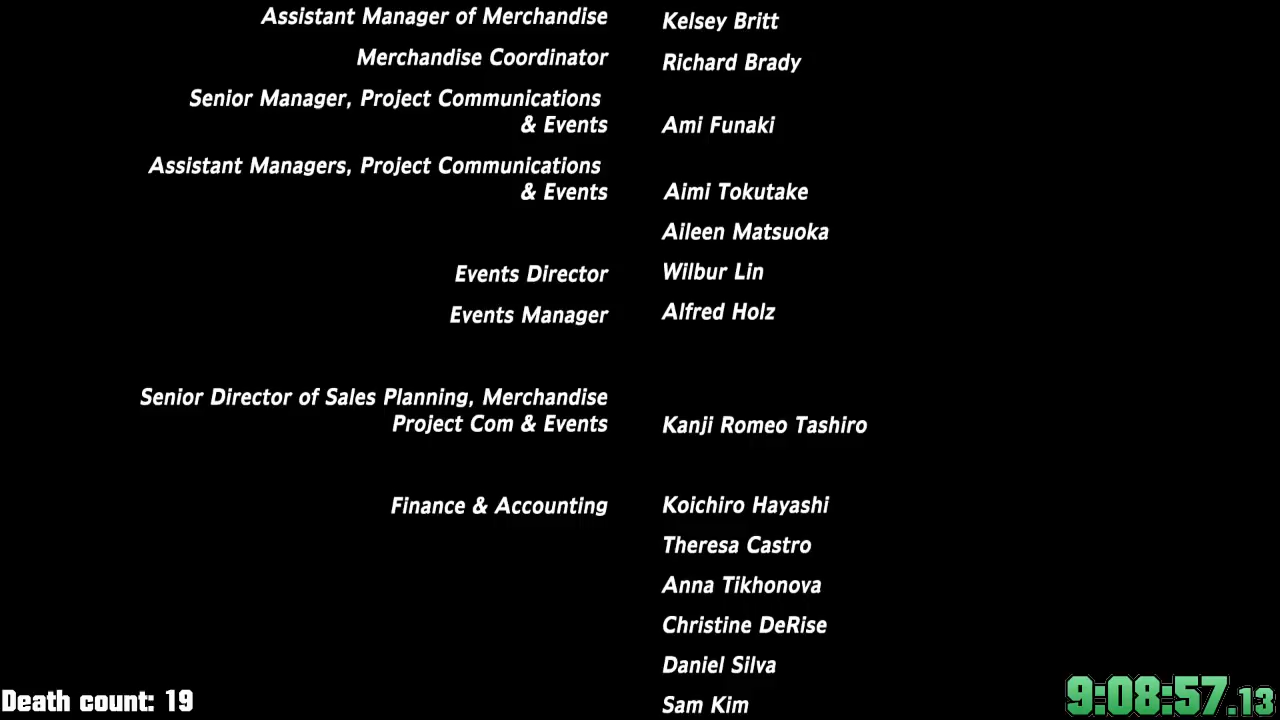 Assistant Manager of Merchandise
Kelsey Britt
Merchandise Coordinator
Richard Brady
Senior Manager, Project Communications
& Events
Ami Funaki
Assistant Managers, Project Communications
& Events
Aimi Tokutake
Aileen Matsuoka
Events Director
Wilbur Lin
Events Manager
Alfred Holz
Senior Director of Sales Planning, Merchandise
Project Com & Events
Kanji Romeo Tashiro
Finance & Accounting
Koichiro Hayashi
Theresa Castro
Anna Tikhonova
Christine DeRise
Daniel Silva
Sam Kim
Death count: 19
9:08:57.13